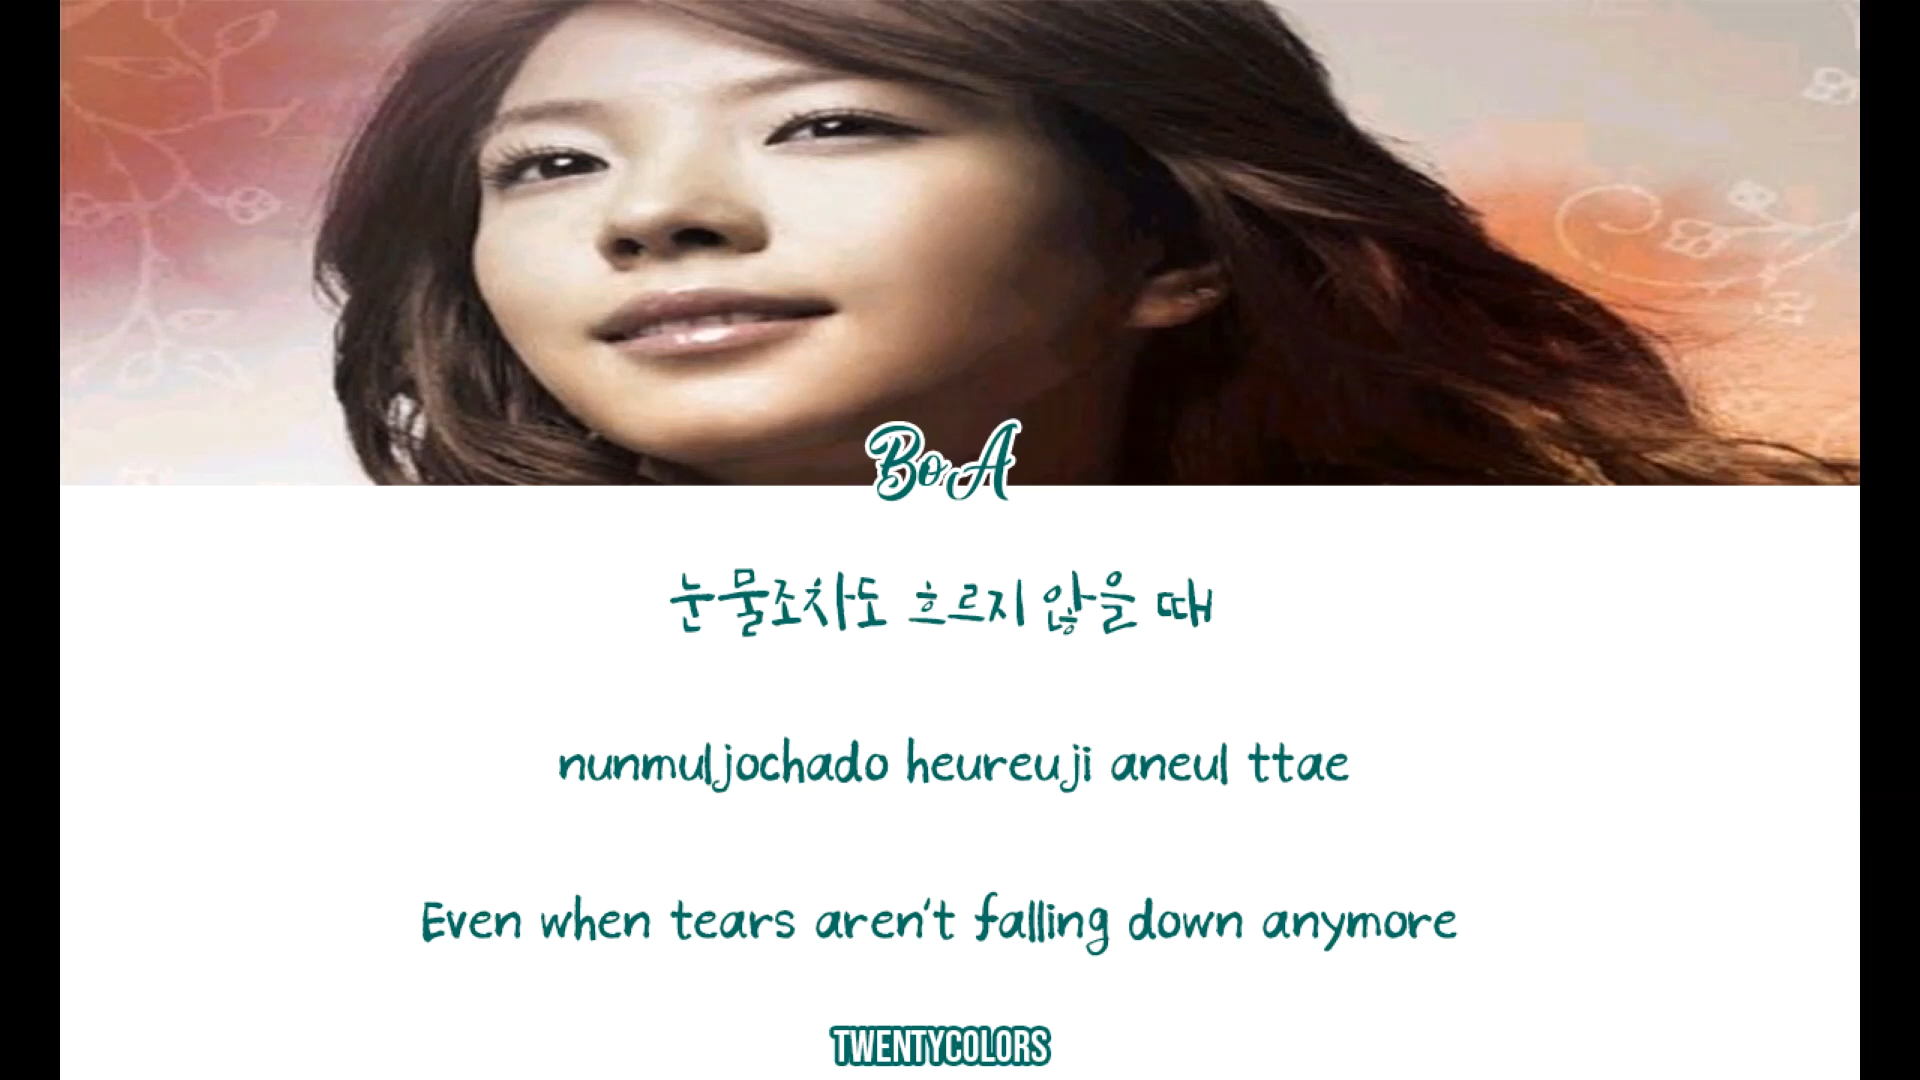 BoA
눈물조차도 흐르지 않을 때
nunmuljochado heureuji aneul ttae
Even when tears aren't falling down anymore
TWENTYCOLORS